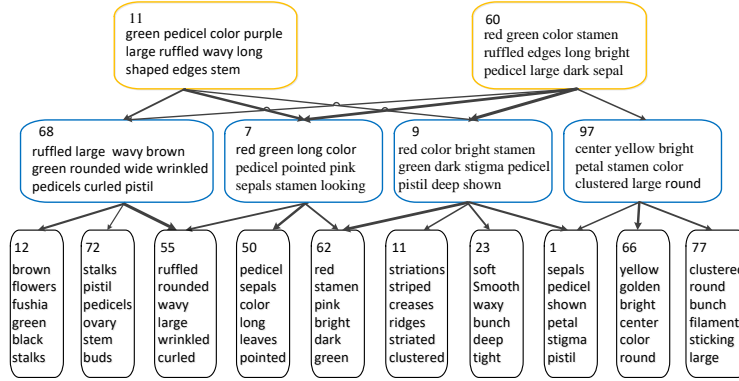 11
green pedicel color purple
large ruffled wavy long
shaped edges stem
60
red green color stamen
ruffled edges long bright
pedicel large dark sepal
68
ruffled large wavy brown
green rounded wide wrinkled
pedicels curled pistil
7
red green long color
pedicel pointed pink
sepals stamen looking
9
red color bright stamen
green dark stigma pedicel
pistil deep shown
97
center yellow bright
petal stamen color
clustered large round
12
brown
flowers
fushia
green
black
stalks
72
stalks
pistil
pedicels
ovary
stem
buds
55
ruffled
rounded
wavy
large
wrinkled
curled
50
pedicel
sepals
color
long
leaves
pointed
62
red
stamen
pink
bright
dark
green
11
striations
striped
creases
ridges
striated
clustered
23
soft
Smooth
waxy
bunch
deep
tight
1
sepals
pedicel
shown
petal
stigma
pistil
66
yellow
golden
bright
center
color
round
77
clustered
round
bunch
filament
sticking
large